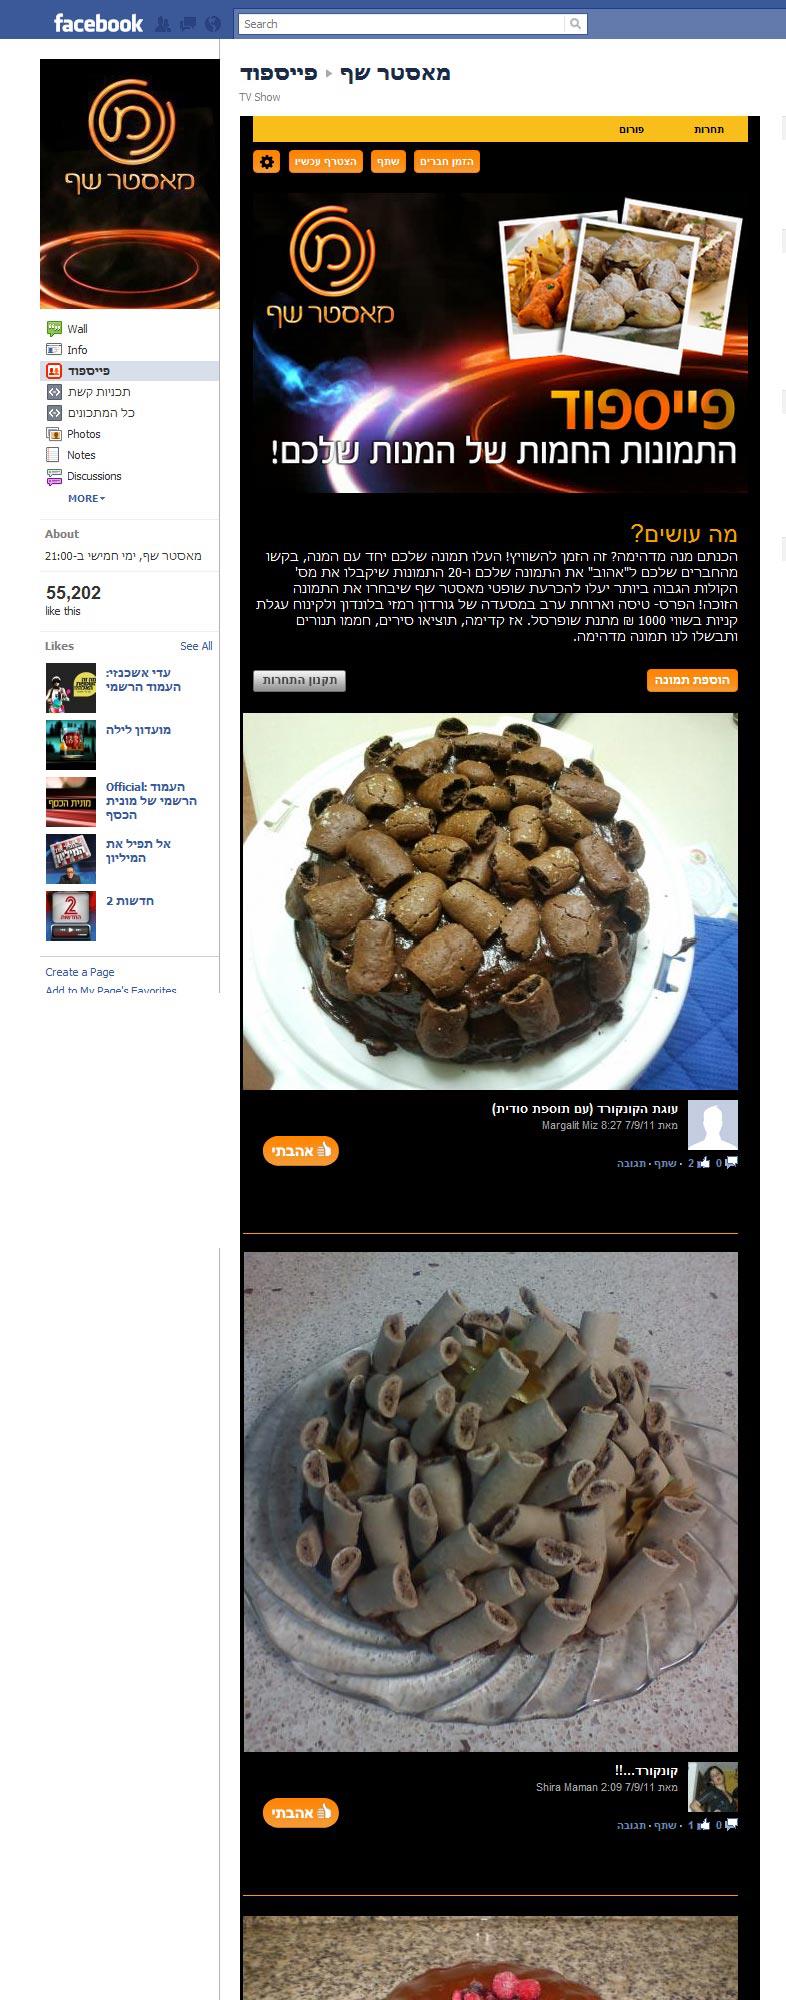 facebook
Search
מאסטר שף
Wall
Info
פייספוד
תכניות קשת
כל המתכונים
Photos
Notes
Discussions
MORE
About
מאסטר שף, ימי חמישי ב-21:00
55,202
like this
Likes
See All
עדי אשכנזי:
העמוד הרשמי
מועדון לילה
Official: העמוד
הרשמי של מונית
הכסף
מונית הכסף
אל תפיל את
המיליון
חדשות 2
2
החדשות
Create a Page
Add to My Page's Favorites
מאסטר שף פייספוד
TV Show
תחרות
פורום
הזמן חברים
שתף
הצטרף עכשיו
מאסטר שף
פייספוד
התמונות החמות של המנות שלכם!
מה עושים?
הכנתם מנה מדהימה? זה הזמן להשוויץ! העלו תמונה שלכם יחד עם המנה, בקשו
מהחברים שלכם ל"אהוב" את התמונה שלכם ו-20 התמונות שיקבלו את מס'
הקולות הגבוה ביותר יעלו להכרעת שופטי מאסטר שף שיבחרו את התמונה
הזוכה! הפרס- טיסה וארוחת ערב במסעדה של גורדון רמזי בלונדון ולקינוח עגלת
קניות בשווי 1000 ₪ מתנת שופרסל. אז קדימה, תוציאו סירים, חממו תנורים
ותבשלו לנו תמונה מדהימה.
הוספת תמונה
תקנון התחרות
עוגת הקונקורד (עם תוספת סודית)
מאת Margalit Miz 8:27 7/9/11
0 2 · שתף · תגובה
אהבתי
קונקורד...!!
מאת Shira Maman 2:09 7/9/11
0 1 · שתף · תגובה
אהבתי